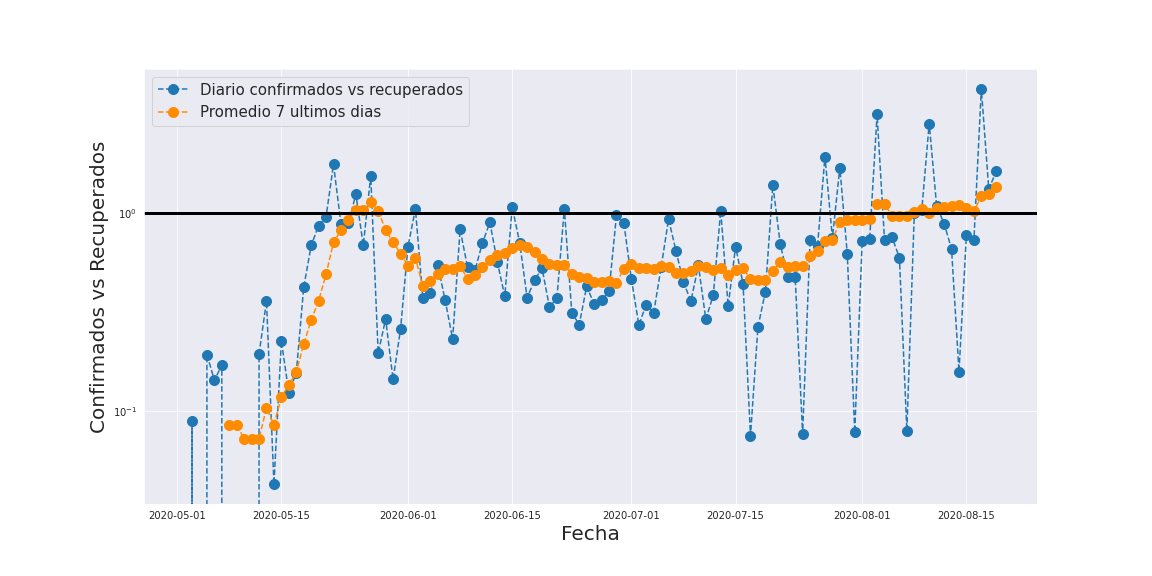 Diario confirmados vs recuperados
Promedio 7 ultimos dias
Confirmados vs Recuperados
10⁰
10⁻¹
2020-05-01 2020-05-15 2020-06-01 2020-06-15 2020-07-01 2020-07-15 2020-08-01 2020-08-15
Fecha